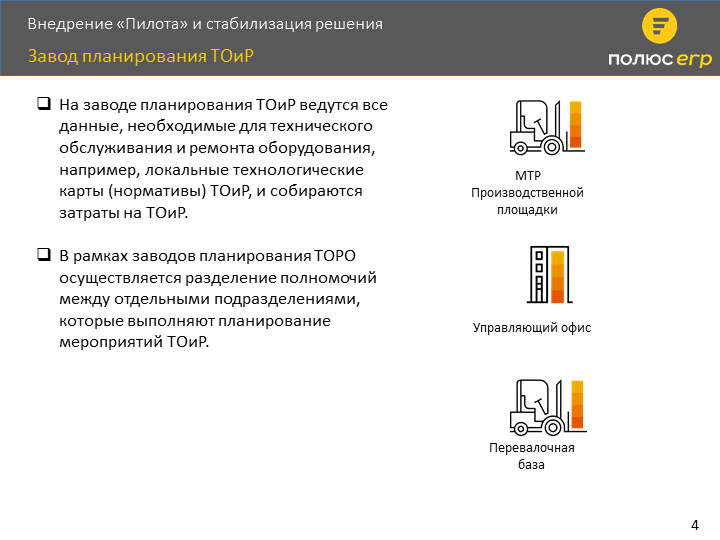 Внедрение «Пилота» и стабилизация решения
Завод планирования ТОиР
ПОЛЮС erp
На заводе планирования ТОиР ведутся все
данные, необходимые для технического
обслуживания и ремонта оборудования,
например, локальные технологические
карты (нормативы) ТОиР, и собираются
затраты на ТОиР.
В рамках заводов планирования ТОРО
осуществляется разделение полномочий
между отдельными подразделениями,
которые выполняют планирование
мероприятий ТОиР.
МТР
Производственной
площадки
Управляющий офис
Перевалочная
база
4